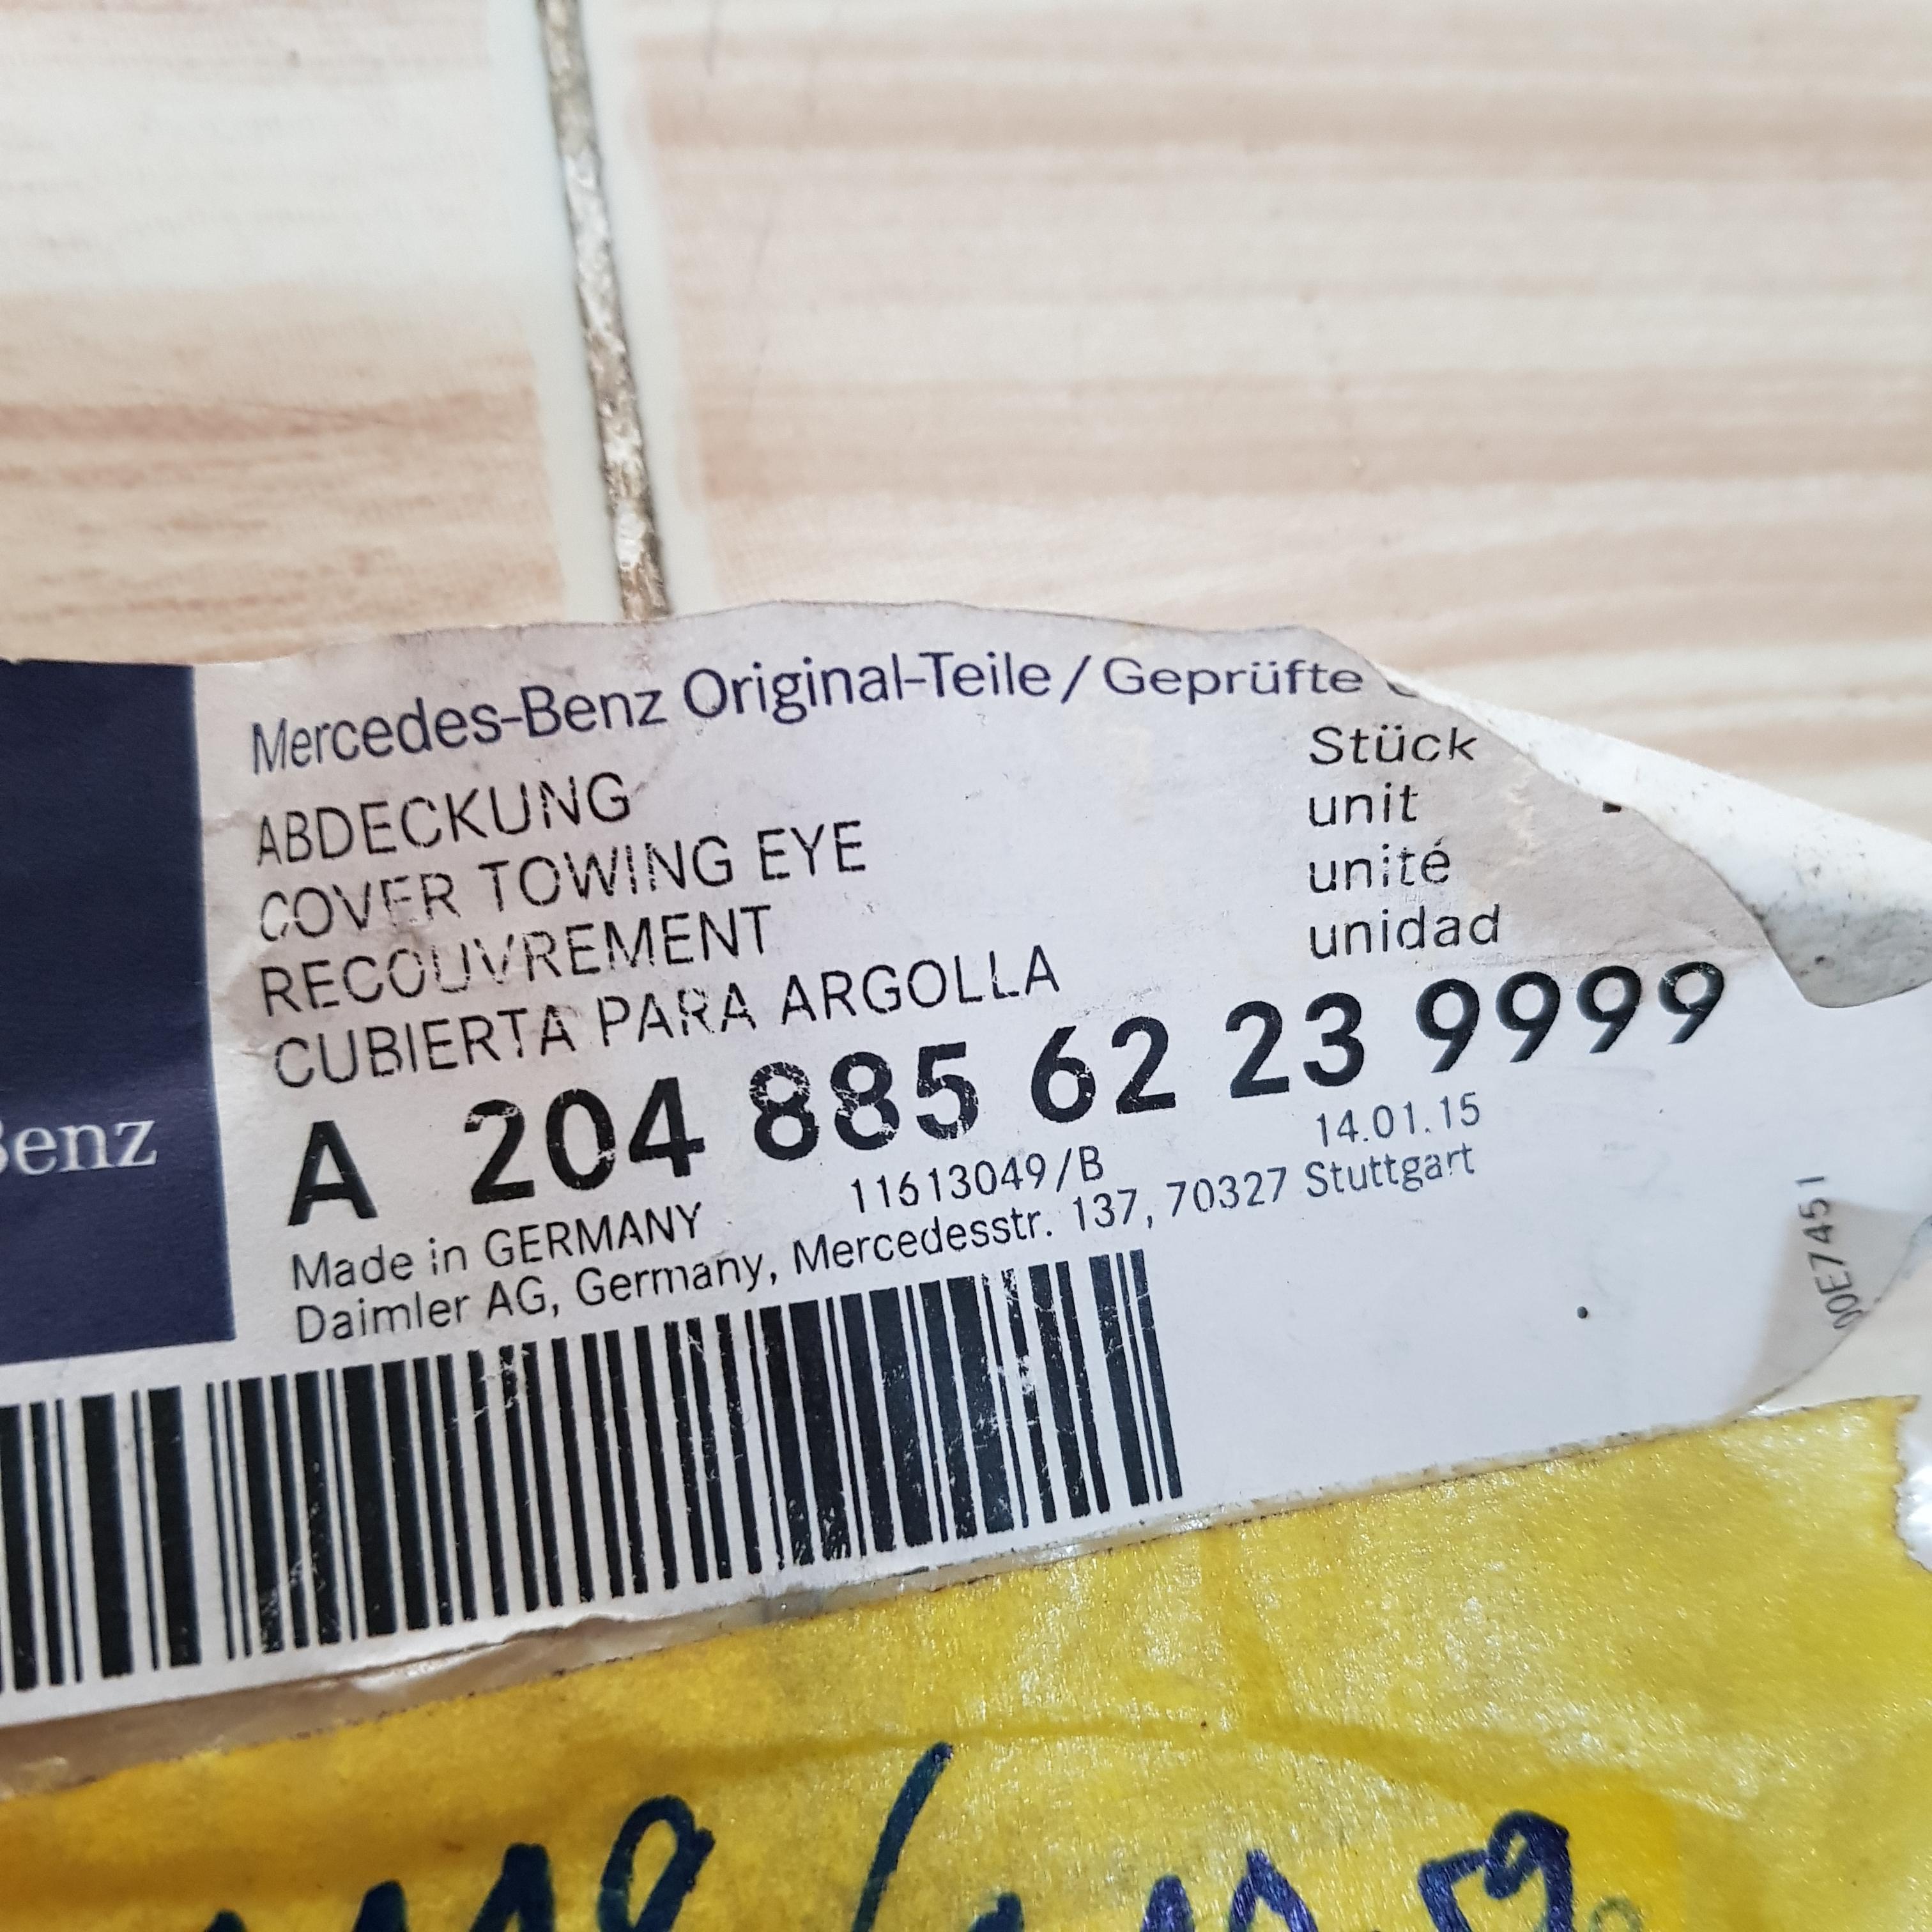 Mercedes-Benz Original-Teile / Geprüfte
ABDECKUNG
COVER TOWING EYE
RECOUVREMENT
CUBIERTA PARA ARGOLLA
Stück
unit
unité
unidad
A 204 885 62 23 9999
Made in GERMANY 11613049/B 14.01.15
Daimler AG, Germany, Mercedesstr. 137, 70327 Stuttgart
00E7451
Benz